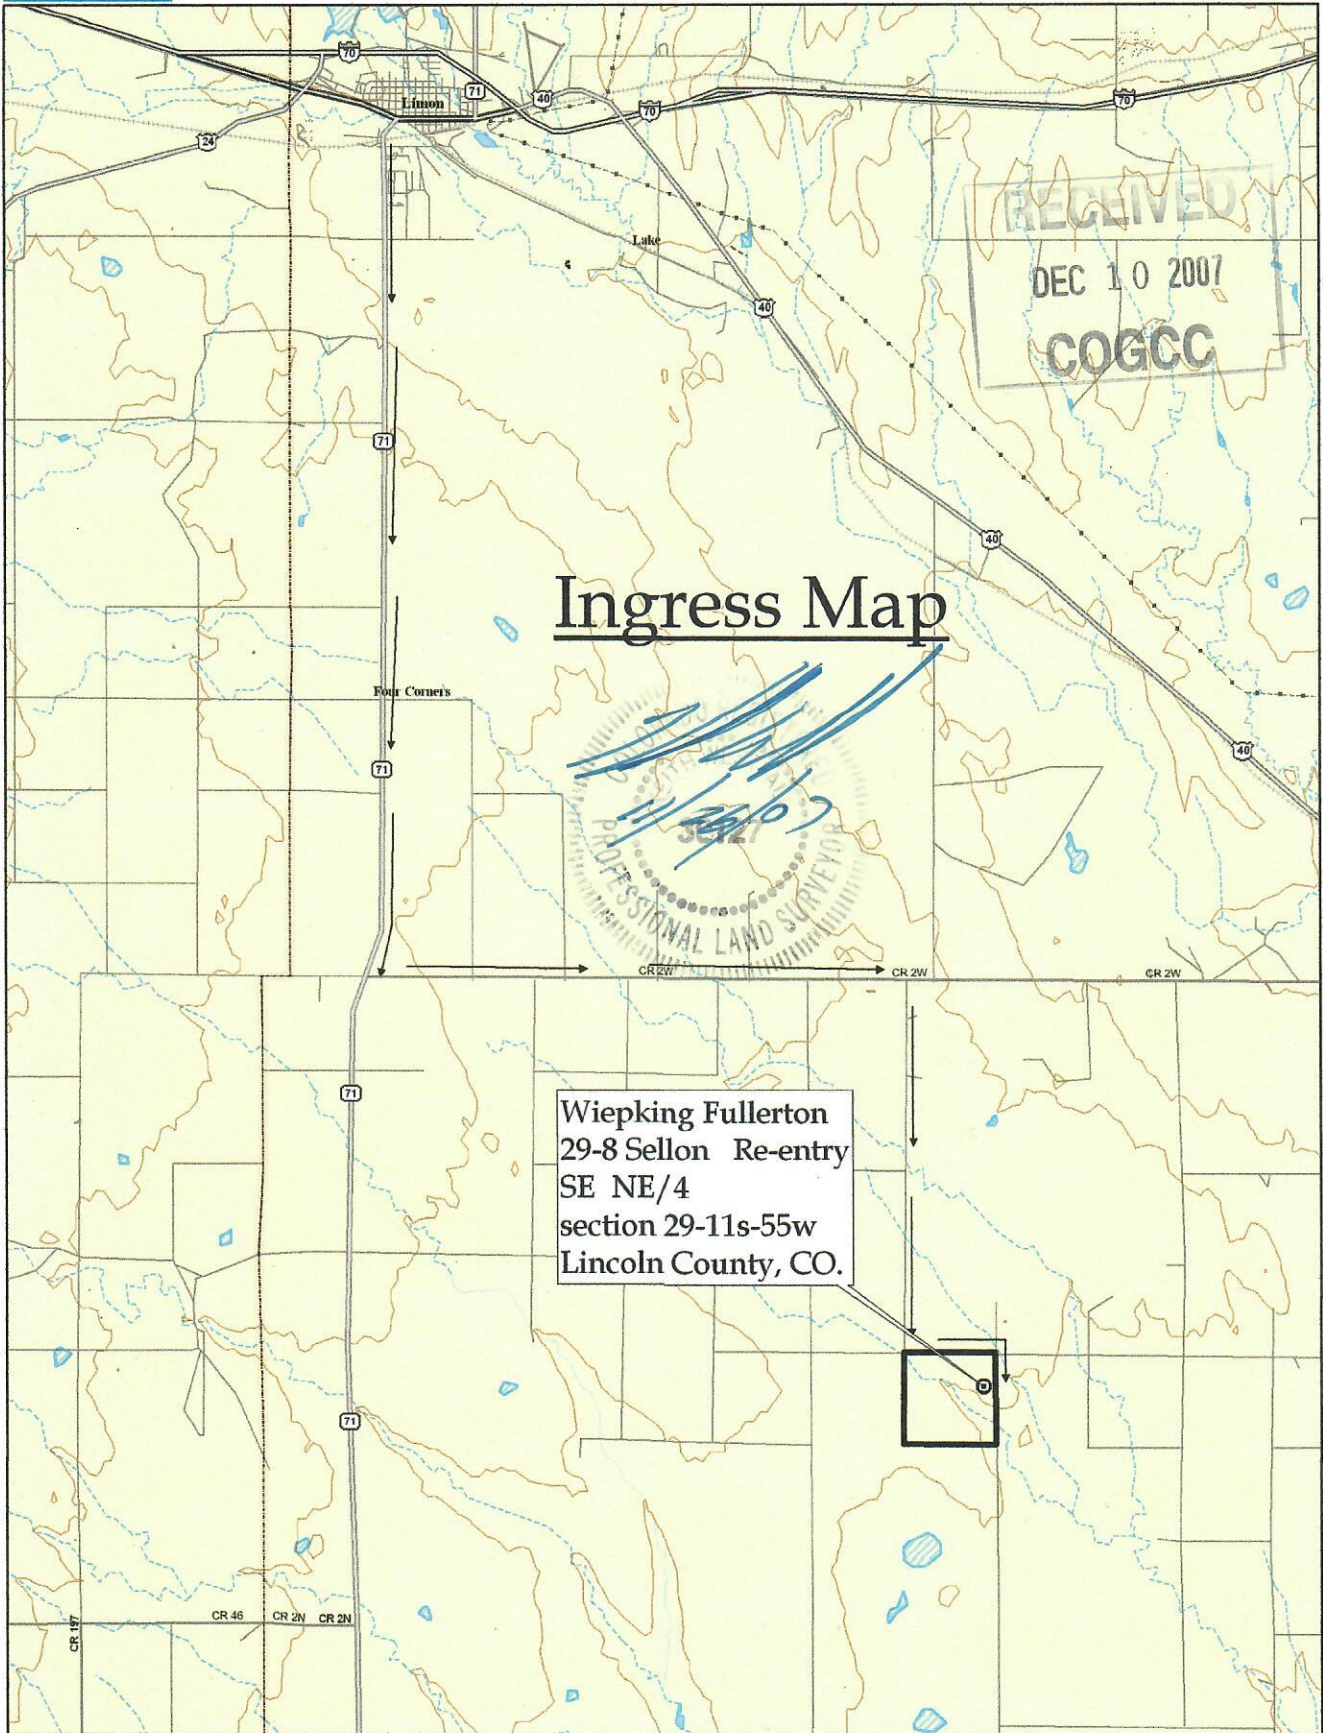 70
71
Limon
40
70
70
24
Lake
RECEIVED
DEC 10 2007
COGCC
40
71
40
Ingress Map
Four Corners
71
40
PROFESSIONAL LAND SURVEYOR
CR 2W
CR 2W
CR 2W
71
Wiepking Fullerton
29-8 Sellon Re-entry
SE NE/4
section 29-11s-55w
Lincoln County, CO.
71
CR 46
CR 2N
CR 2N
CR 197